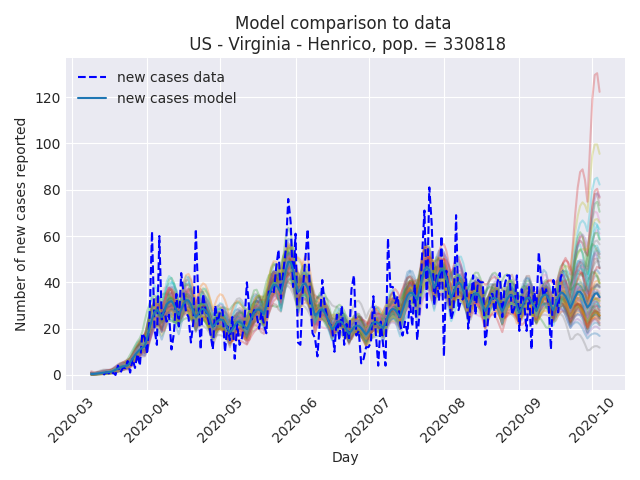 Model comparison to data
US - Virginia - Henrico, pop. = 330818
new cases data
new cases model
Number of new cases reported
120
100
80
60
40
20
0
2020-03
2020-04
2020-05
2020-06
2020-07
2020-08
2020-09
2020-10
Day